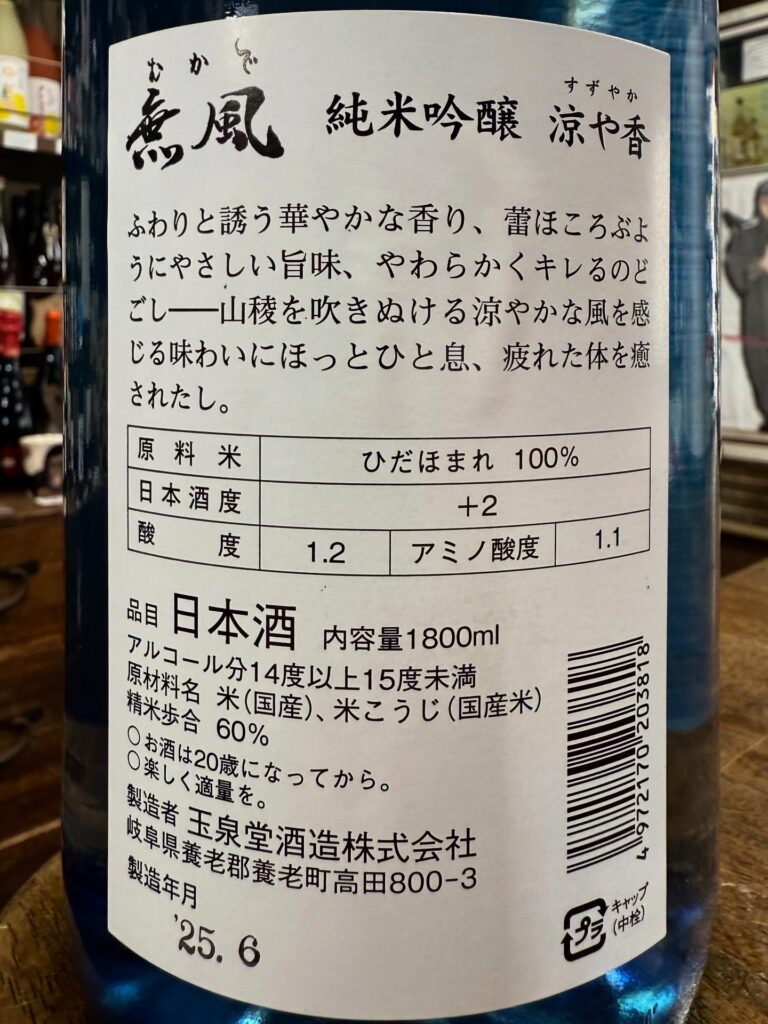 むかで
無風 純米吟醸 涼や香
すずやか
ふわりと誘う華やかな香り、蕾ほころぶよ
うにやさしい旨味、やわらかくキレるのど
ごし──山稜を吹きぬける涼やかな風を感
じる味わいにほっとひと息、疲れた体を癒
されたし。
原料米 ひだほまれ 100%
日本酒度 +2
酸度 1.2 アミノ酸度 1.1
品目 日本酒 内容量1800ml
アルコール分14度以上15度未満
原材料名 米(国産)、米こうじ(国産米)
精米歩合 60%
○お酒は20歳になってから。
○楽しく適量を。
製造者 玉泉堂酒造株式会社
岐阜県養老郡養老町高田800-3
製造年月
'25. 6
4 972170 203818
プラ
キャップ
(中栓)